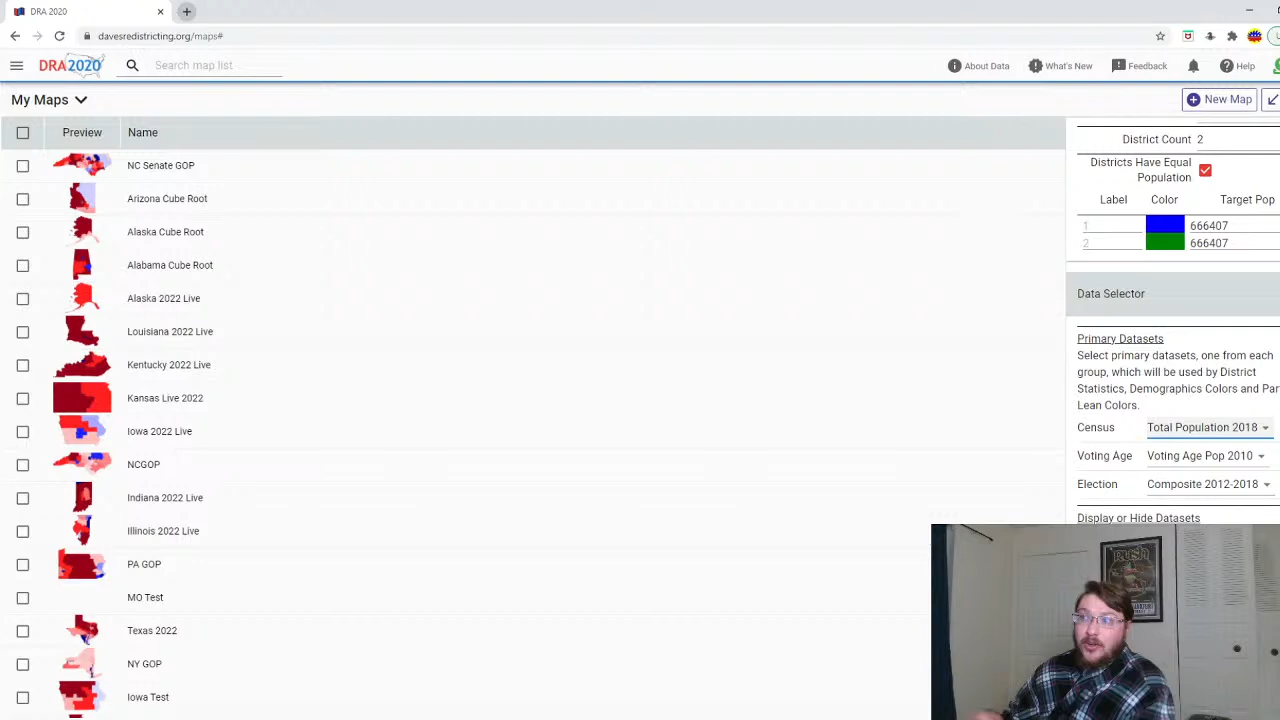 DRA 2020
davesredistricting.org/maps#
DRA2020
Search map list
About Data
What's New
Feedback
Help
My Maps
New Map
Preview
Name
NC Senate GOP
Arizona Cube Root
Alaska Cube Root
Alabama Cube Root
Alaska 2022 Live
Louisiana 2022 Live
Kentucky 2022 Live
Kansas Live 2022
Iowa 2022 Live
NCGOP
Indiana 2022 Live
Illinois 2022 Live
PA GOP
MO Test
Texas 2022
NY GOP
Iowa Test
District Count 2
Districts Have Equal
Population
Label Color Target Pop
1 666407
2 666407
Data Selector
Primary Datasets
Select primary datasets, one from each
group, which will be used by District
Statistics, Demographics Colors and Par
Lean Colors.
Census Total Population 2018
Voting Age Voting Age Pop 2010
Election Composite 2012-2018
Display or Hide Datasets
RUSH